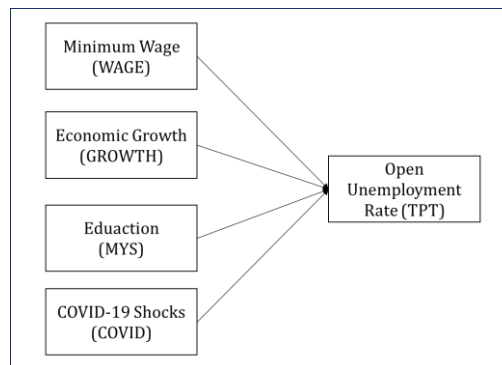 Minimum Wage
(WAGE)
Economic Growth
(GROWTH)
Eduaction
(MYS)
COVID-19 Shocks
(COVID)
Open
Unemployment
Rate (TPT)